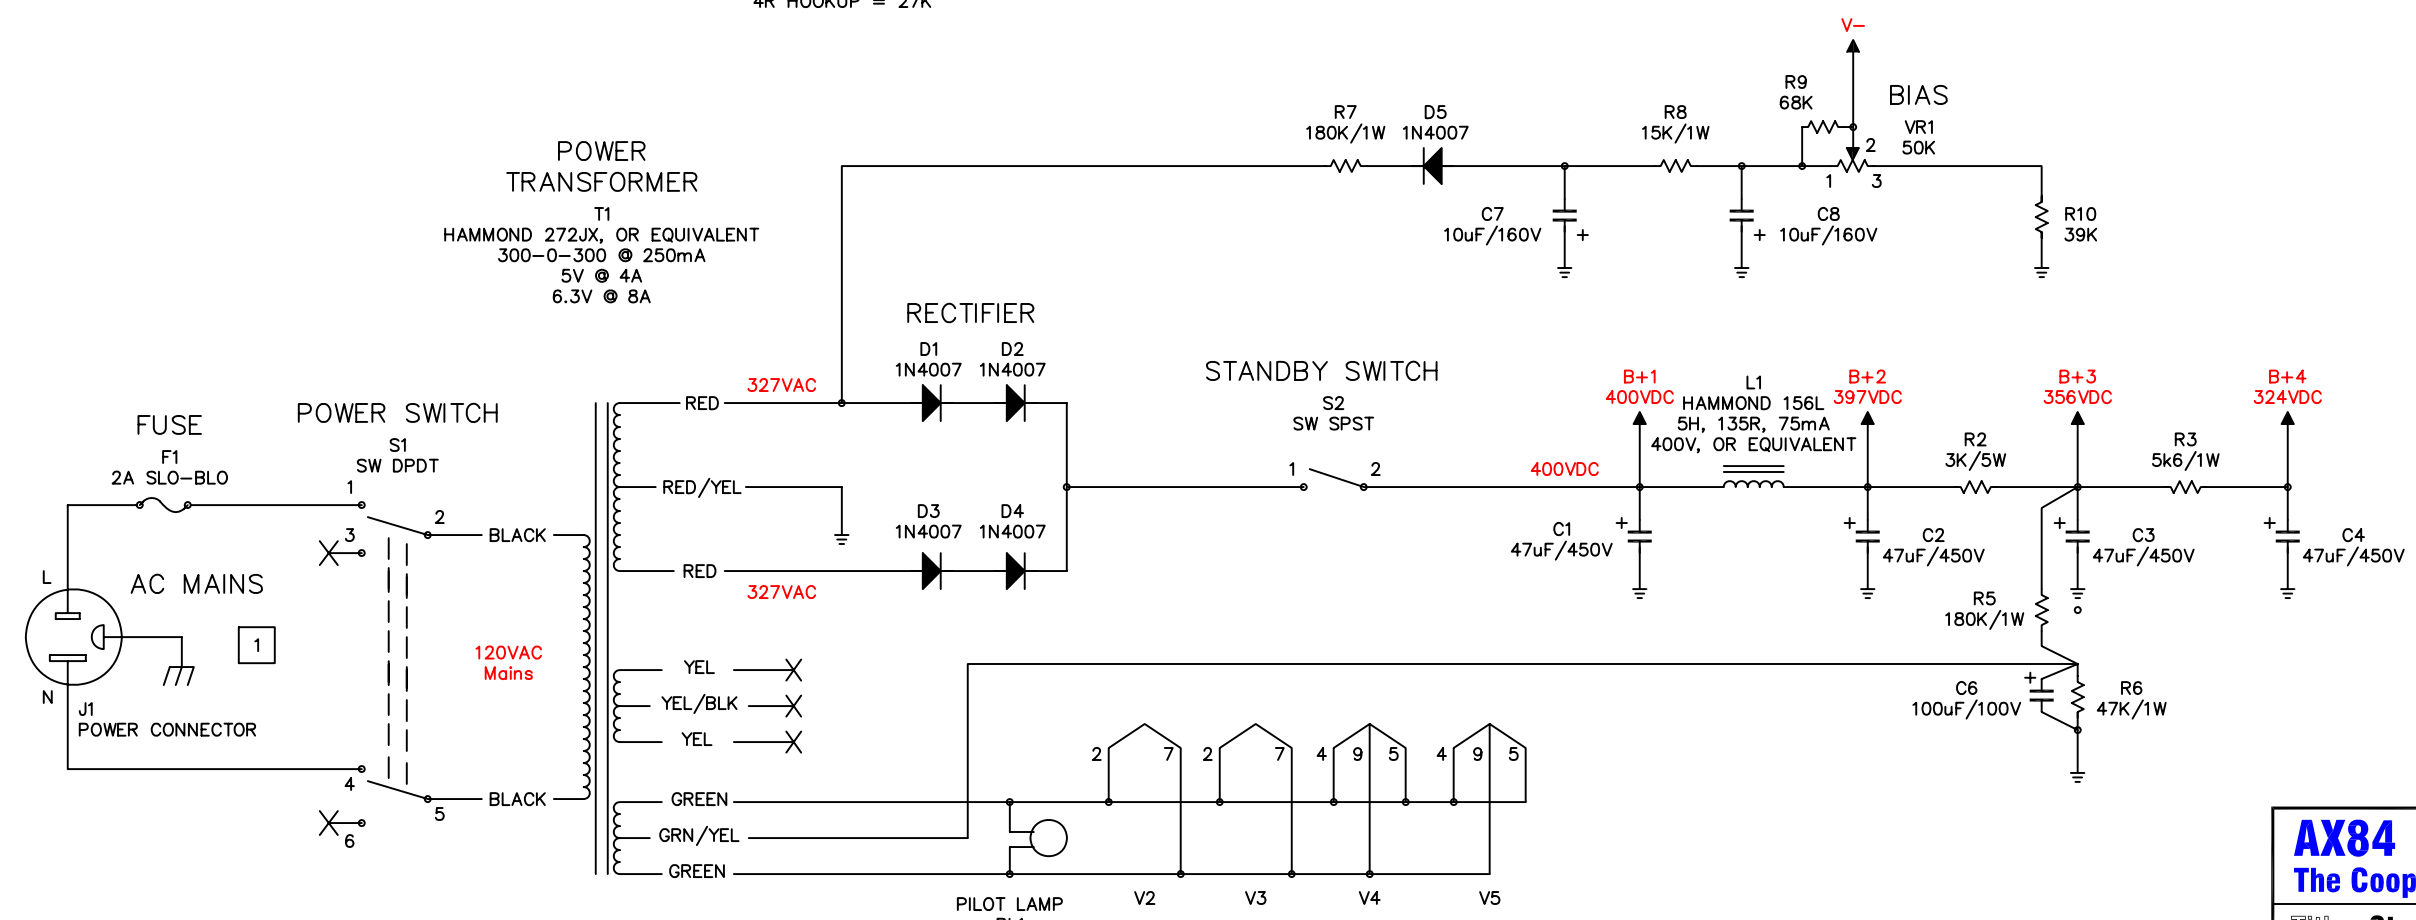 4R HOOKUP = 27K
V-
R9
68K
BIAS
VR1
50K
2
1
3
R7
180K/1W
D5
1N4007
R8
15K/1W
C7
10uF/160V
+
C8
10uF/160V
+
R10
39K
POWER
TRANSFORMER
T1
HAMMOND 272JX, OR EQUIVALENT
300-0-300 @ 250mA
5V @ 4A
6.3V @ 8A
RECTIFIER
D1
1N4007
D2
1N4007
D3
1N4007
D4
1N4007
327VAC
RED
RED/YEL
RED
327VAC
STANDBY SWITCH
S2
SW SPST
1
2
400VDC
B+1
400VDC
L1
HAMMOND 156L
5H, 135R, 75mA
400V, OR EQUIVALENT
B+2
397VDC
R2
3K/5W
B+3
356VDC
R3
5k6/1W
B+4
324VDC
C1
47uF/450V
+
C2
47uF/450V
+
C3
47uF/450V
+
C4
47uF/450V
+
FUSE
F1
2A SLO-BLO
POWER SWITCH
S1
SW DPDT
1
2
3
4
5
6
BLACK
BLACK
L
AC MAINS
1
N
J1
POWER CONNECTOR
120VAC
Mains
YEL
YEL/BLK
YEL
GREEN
GRN/YEL
GREEN
R5
180K/1W
C6
100uF/100V
+
R6
47K/1W
2
7
2
7
4
9
5
4
9
5
PILOT LAMP
V2
V3
V4
V5
AX84
The Coop